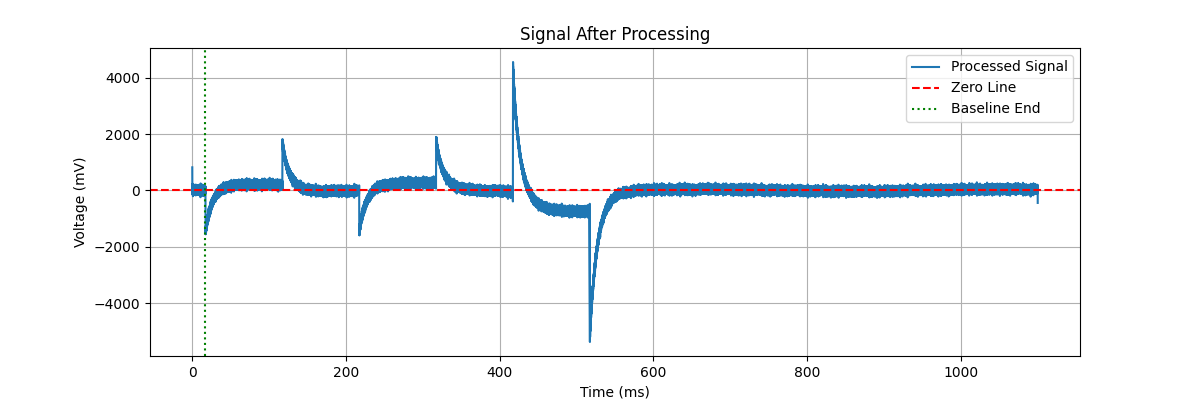 Signal After Processing
Processed Signal
Zero Line
Baseline End
4000
2000
0
−2000
−4000
Voltage (mV)
0 200 400 600 800 1000
Time (ms)